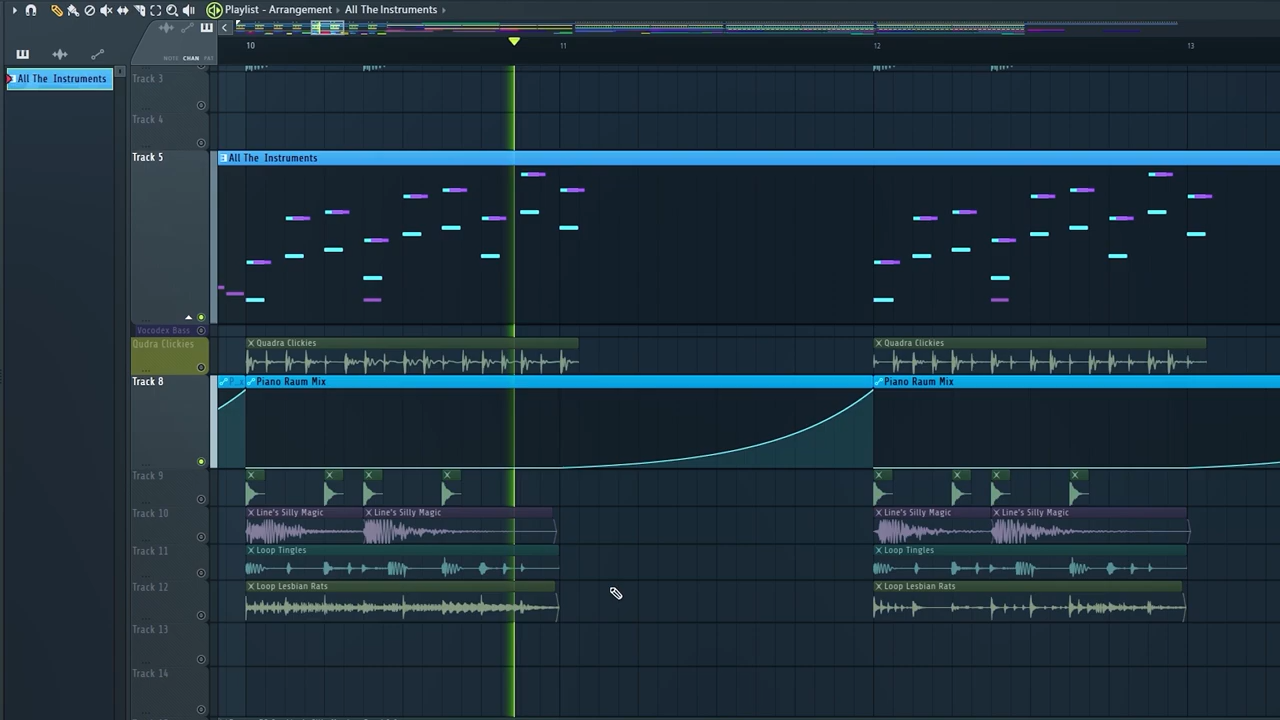 Playlist - Arrangement › All The Instruments ›
10 11 12 13
NOTE CHAN PAT
All The Instruments
Track 3
Track 4
Track 5
All The Instruments
Vocodex Bass
Qudra Clickies
Quadra Clickies Quadra Clickies
Track 8
Piano Raum Mix Piano Raum Mix
Track 9
Track 10
Line's Silly Magic Line's Silly Magic Line's Silly Magic Line's Silly Magic
Track 11
Loop Tingles Loop Tingles
Track 12
Loop Lesbian Rats Loop Lesbian Rats
Track 13
Track 14